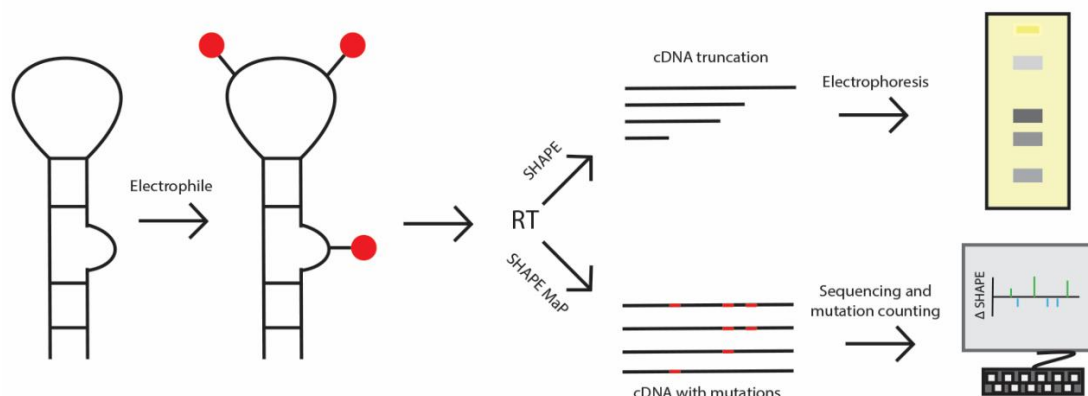 Electrophile
RT
SHAPE
cDNA truncation
Electrophoresis
SHAPE MaP
cDNA with mutations
Sequencing and
mutation counting
Δ SHAPE